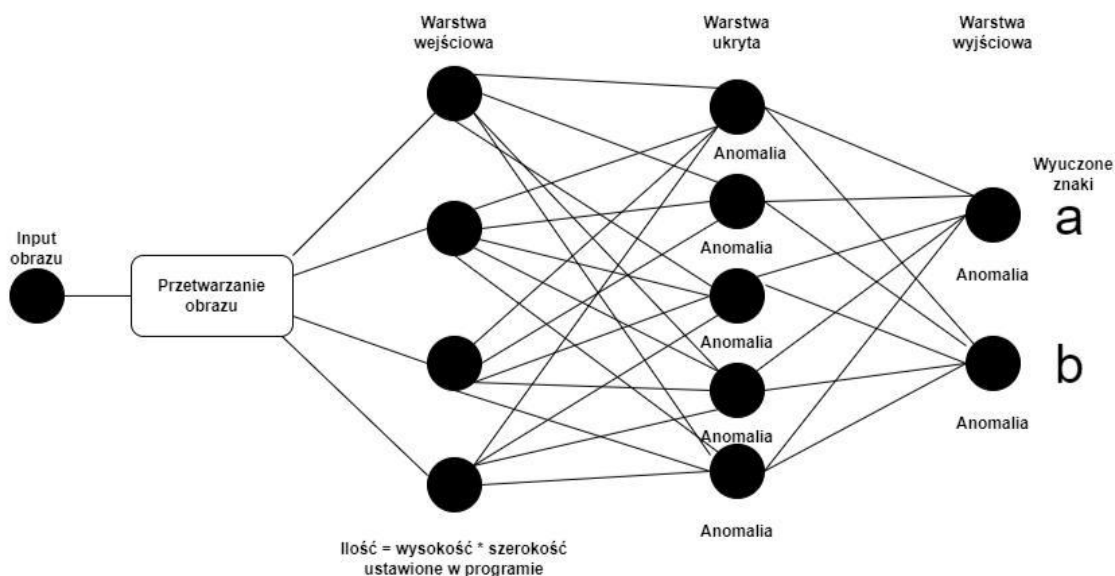 Warstwa
wejściowa
Warstwa
ukryta
Warstwa
wyjściowa
Input
obrazu
Przetwarzanie
obrazu
Anomalia
Anomalia
Anomalia
Anomalia
Anomalia
Wyuczone
znaki
a
Anomalia
b
Anomalia
Ilość = wysokość * szerokość
ustawione w programie